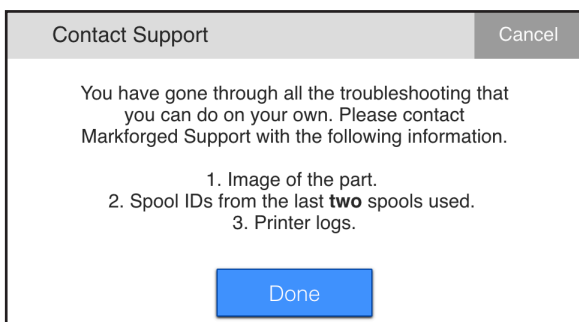 Contact Support
Cancel
You have gone through all the troubleshooting that
you can do on your own. Please contact
Markforged Support with the following information.
1. Image of the part.
2. Spool IDs from the last two spools used.
3. Printer logs.
Done